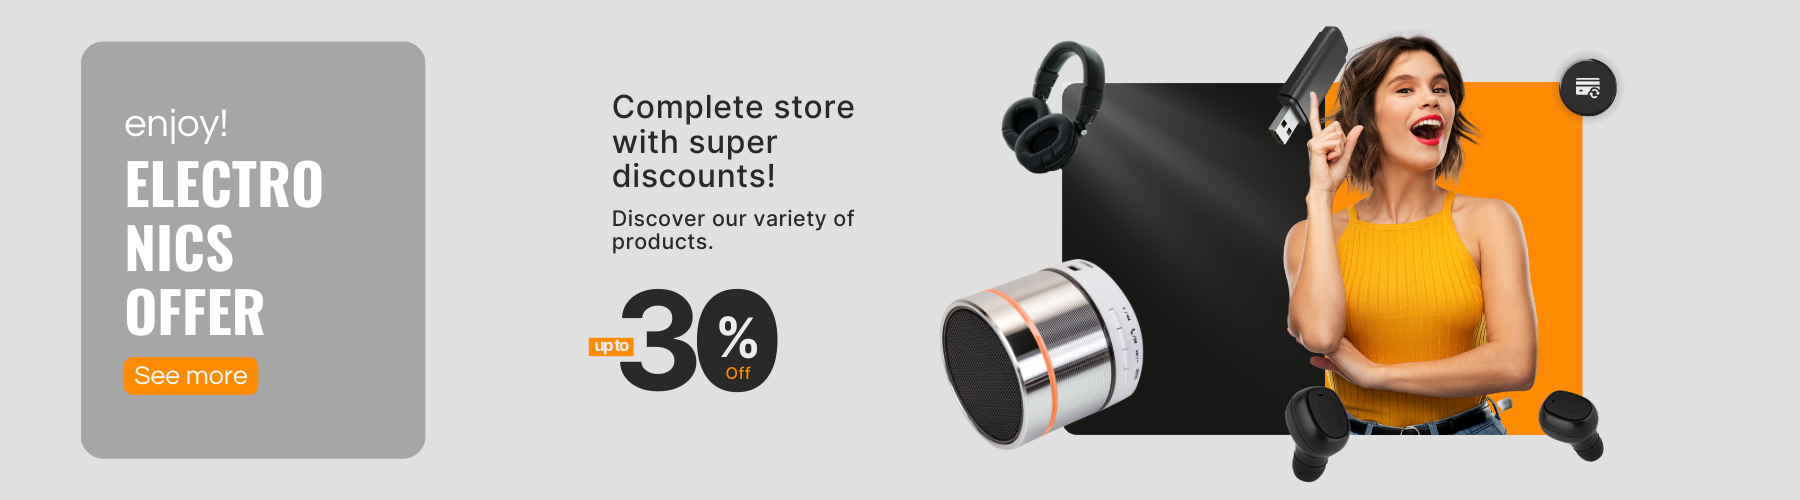 enjoy!
ELECTRO
NICS
OFFER
See more
Complete store
with super
discounts!
Discover our variety of
products.
up to
30
%
Off